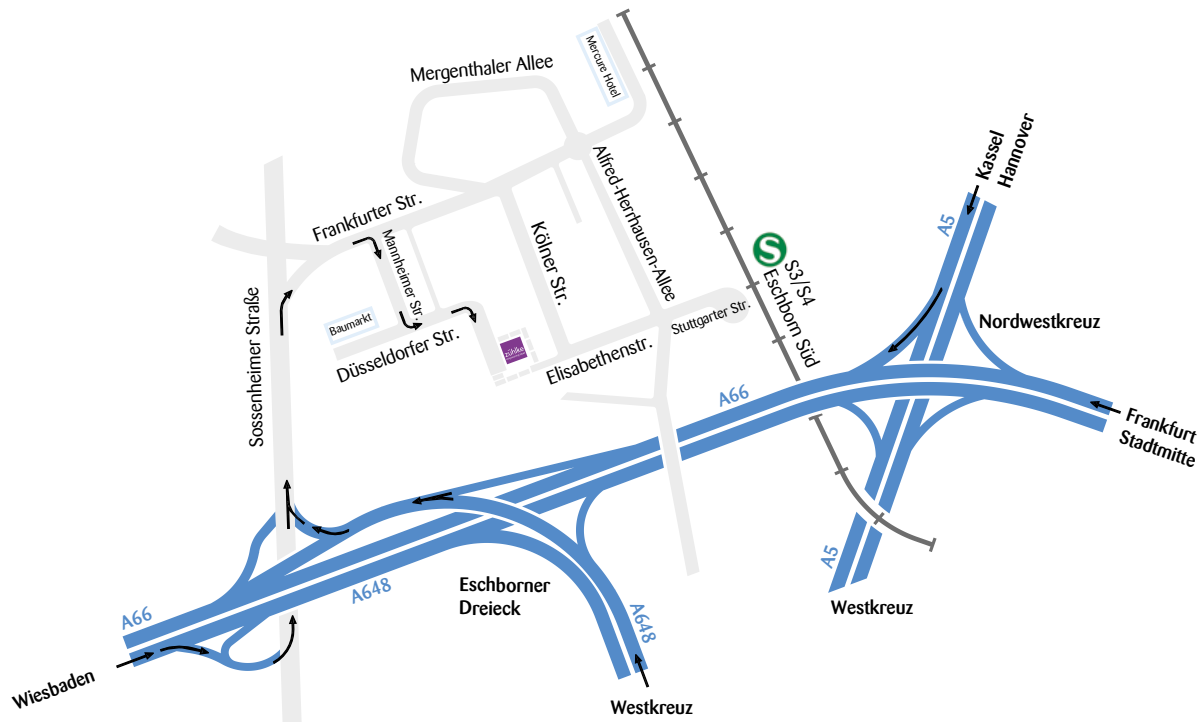 Mercure Hotel
Mergenthaler Allee
Kassel
Hannover
Alfred-Herrhausen-Allee
Frankfurter Str.
A5
Kölner Str.
Mannheimer Str.
S
S3/S4
Eschborn Süd
Sossenheimer Straße
Baumarkt
Stuttgarter Str.
Nordwestkreuz
Düsseldorfer Str.
zühlke
Elisabethenstr.
A66
Frankfurt
Stadtmitte
A5
Eschborner
Dreieck
A648
Westkreuz
A66
A648
Wiesbaden
Westkreuz